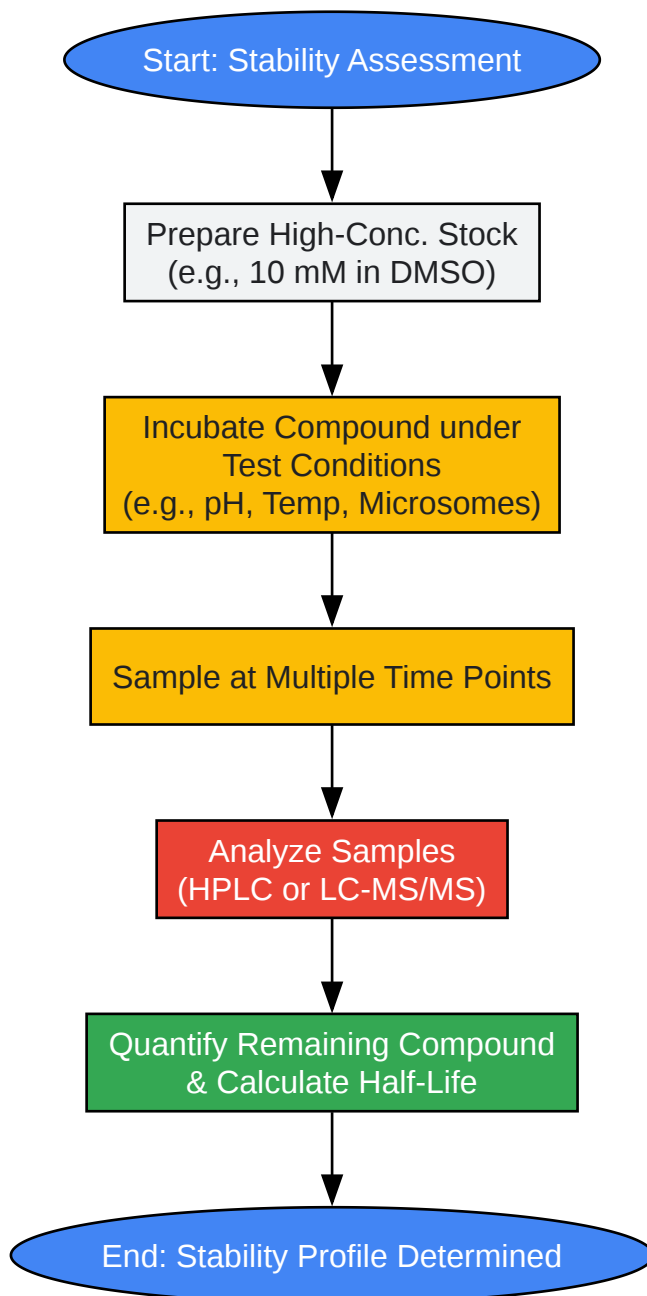 Start: Stability Assessment
Prepare High-Conc. Stock
(e.g., 10 mM in DMSO)
Incubate Compound under
Test Conditions
(e.g., pH, Temp, Microsomes)
Sample at Multiple Time Points
Analyze Samples
(HPLC or LC-MS/MS)
Quantify Remaining Compound
& Calculate Half-Life
End: Stability Profile Determined